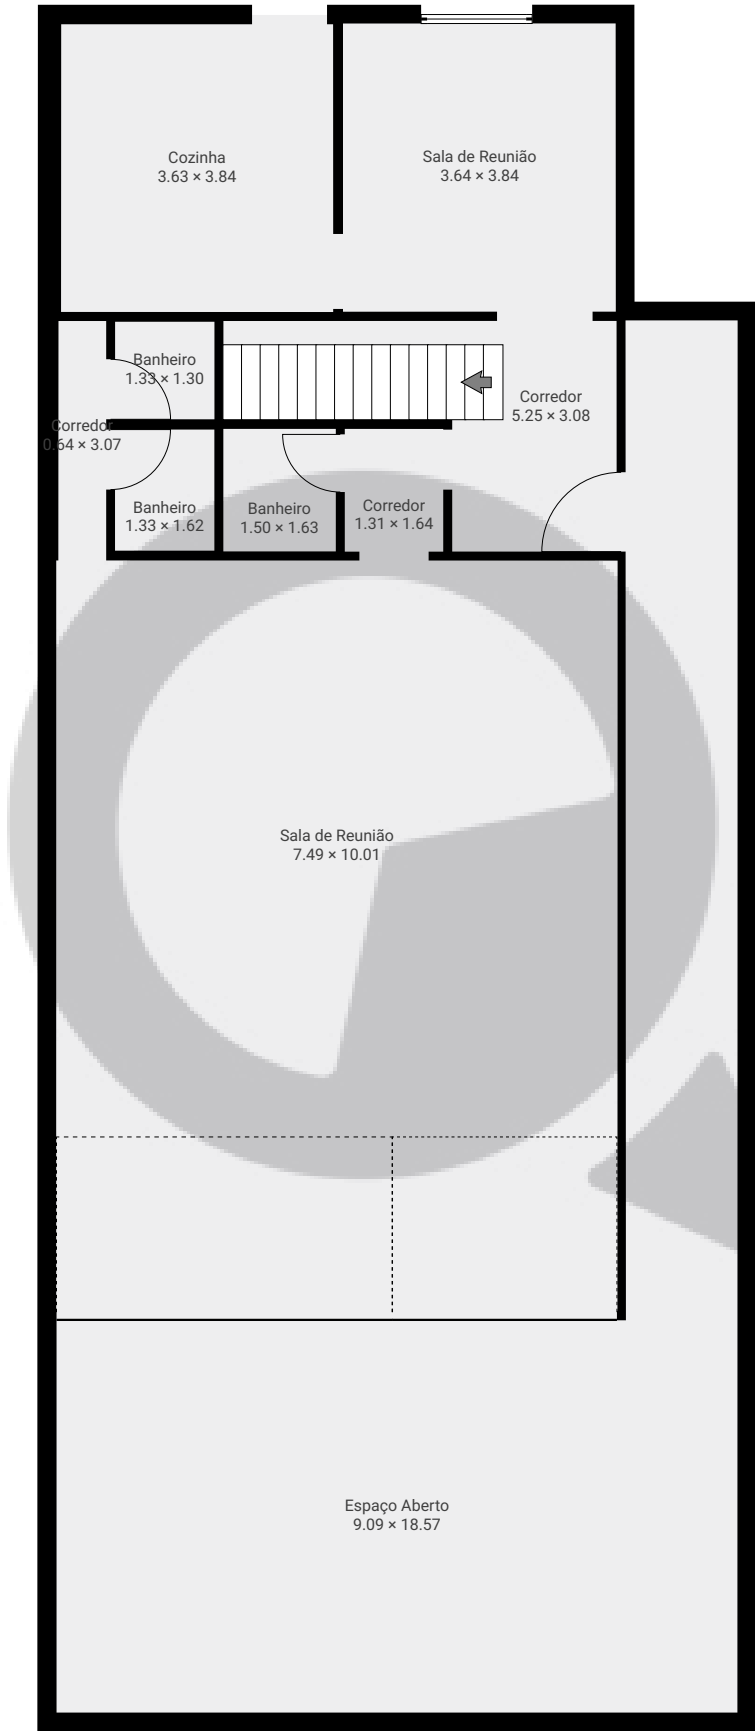 Cozinha
3.63 × 3.84
Sala de Reunião
3.64 × 3.84
Banheiro
1.33 × 1.30
Corredor
5.25 × 3.08
Corredor
0.64 × 3.07
Banheiro
1.33 × 1.62
Banheiro
1.50 × 1.63
Corredor
1.31 × 1.64
Sala de Reunião
7.49 × 10.01
Espaço Aberto
9.09 × 18.57